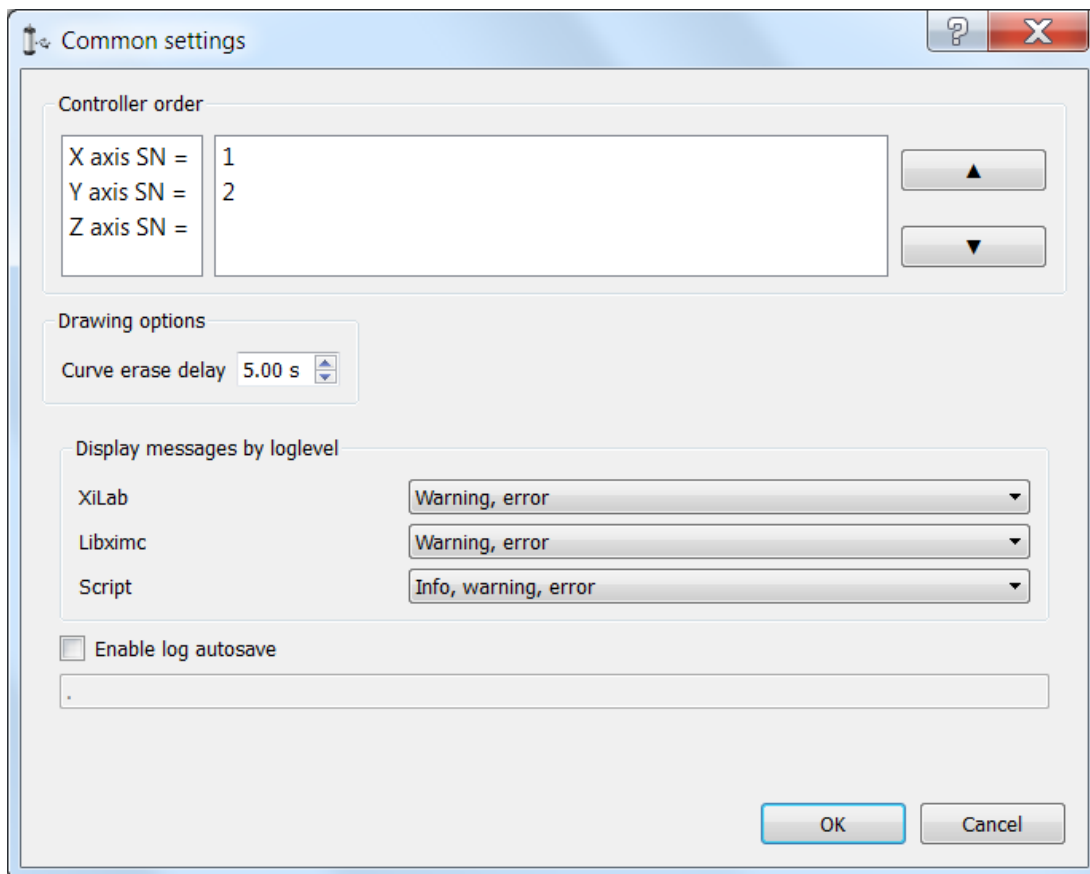 Common settings
Controller order
X axis SN = 1
Y axis SN = 2
Z axis SN =
▲
▼
Drawing options
Curve erase delay 5.00 s
Display messages by loglevel
XiLab Warning, error
Libximc Warning, error
Script Info, warning, error
Enable log autosave
.
OK Cancel